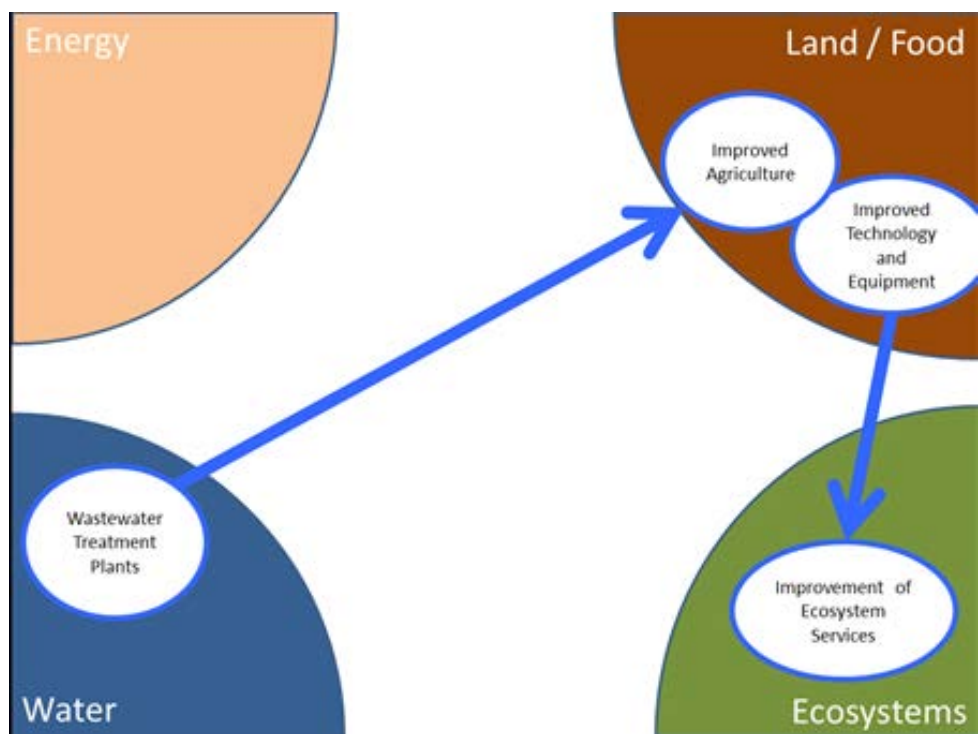 Energy
Land / Food
Improved
Agriculture
Improved
Technology
and
Equipment
Wastewater
Treatment
Plants
Improvement of
Ecosystem
Services
Water
Ecosystems